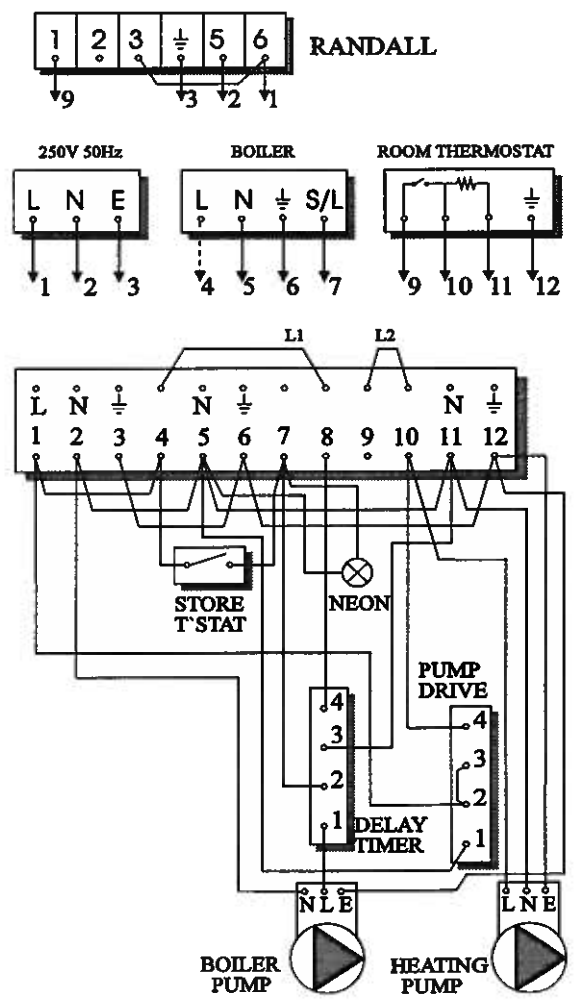 1 2 3 ⏚ 5 6 RANDALL
9 3 2 1
250V 50Hz
L N E
1 2 3
BOILER
L N ⏚ S/L
4 5 6 7
ROOM THERMOSTAT
⏚
9 10 11 12
L1 L2
L N ⏚ N ⏚ N ⏚
1 2 3 4 5 6 7 8 9 10 11 12
STORE
T`STAT
NEON
PUMP
DRIVE
4
3
2
1
4
3
2
1
DELAY
TIMER
N L E
L N E
BOILER
PUMP
HEATING
PUMP